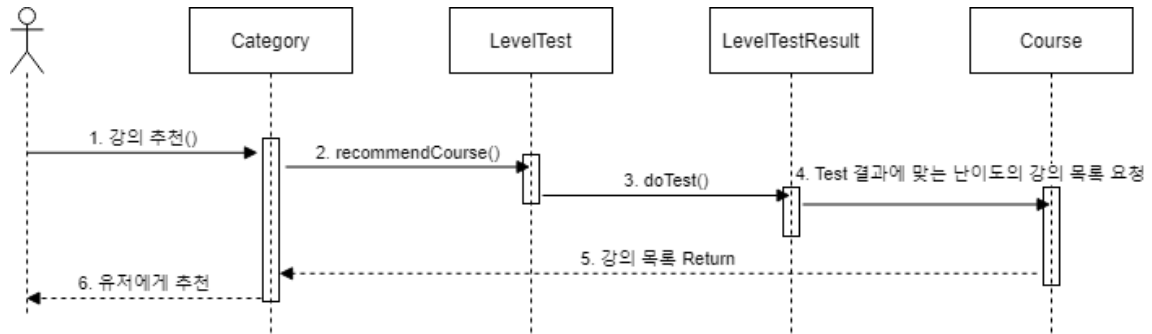 Category
LevelTest
LevelTestResult
Course
1. 강의 추천()
2. recommendCourse()
3. doTest()
4. Test 결과에 맞는 난이도의 강의 목록 요청
5. 강의 목록 Return
6. 유저에게 추천